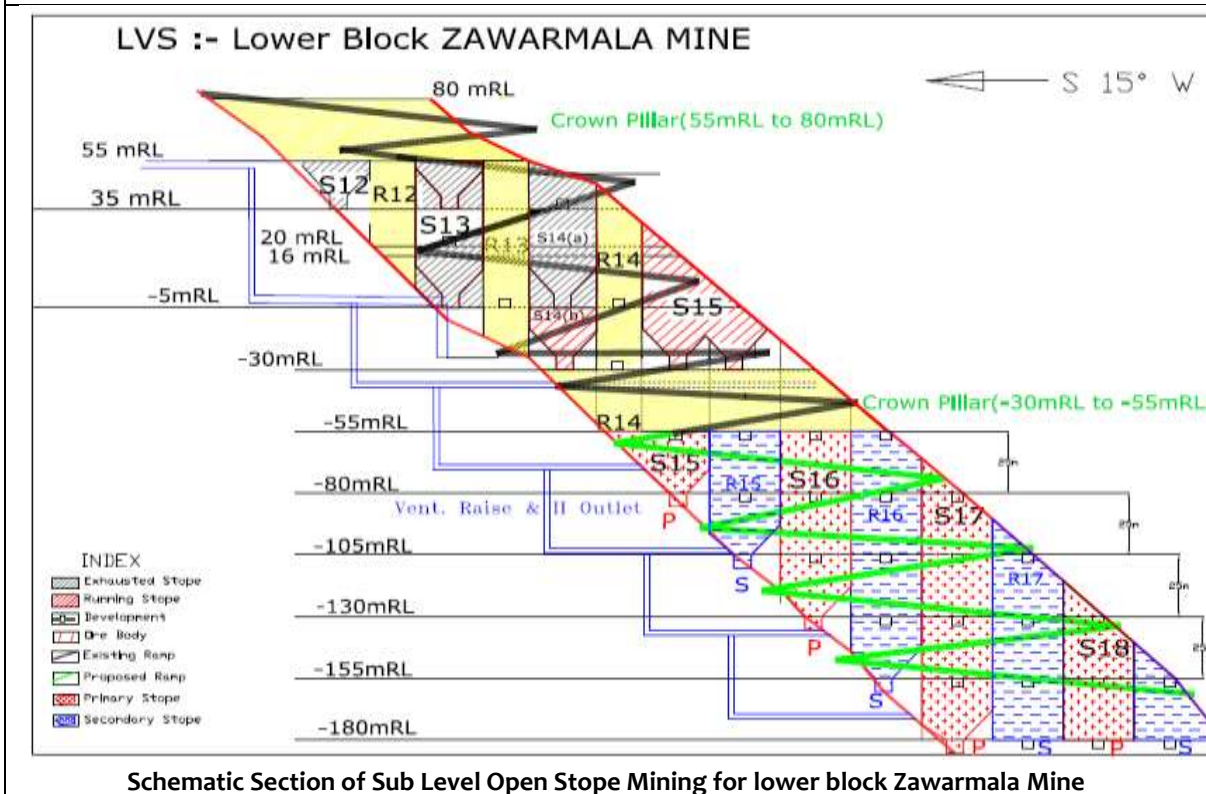 LVS :- Lower Block ZAWARMALA MINE
S 15° W
80 mRL
Crown Pillar(55mRL to 80mRL)
55 mRL
S12
R12
S13
R13
S14(a)
R14
S15
35 mRL
20 mRL
16 mRL
-5mRL
S14(b)
-30mRL
Crown Pillar(-30mRL to -55mRL
R14
-55mRL
S15
R15
S16
R16
S17
R17
S18
25m
25m
25m
25
-80mRL
Vent. Raise & II Outlet
P
-105mRL
S
-130mRL
P
-155mRL
S
-180mRL
P
S
P
S
INDEX
Exhausted Stope
Running Stope
Development
Ore Body
Existing Ramp
Proposed Ramp
Primary Stope
Secondary Stope
Schematic Section of Sub Level Open Stope Mining for lower block Zawarmala Mine